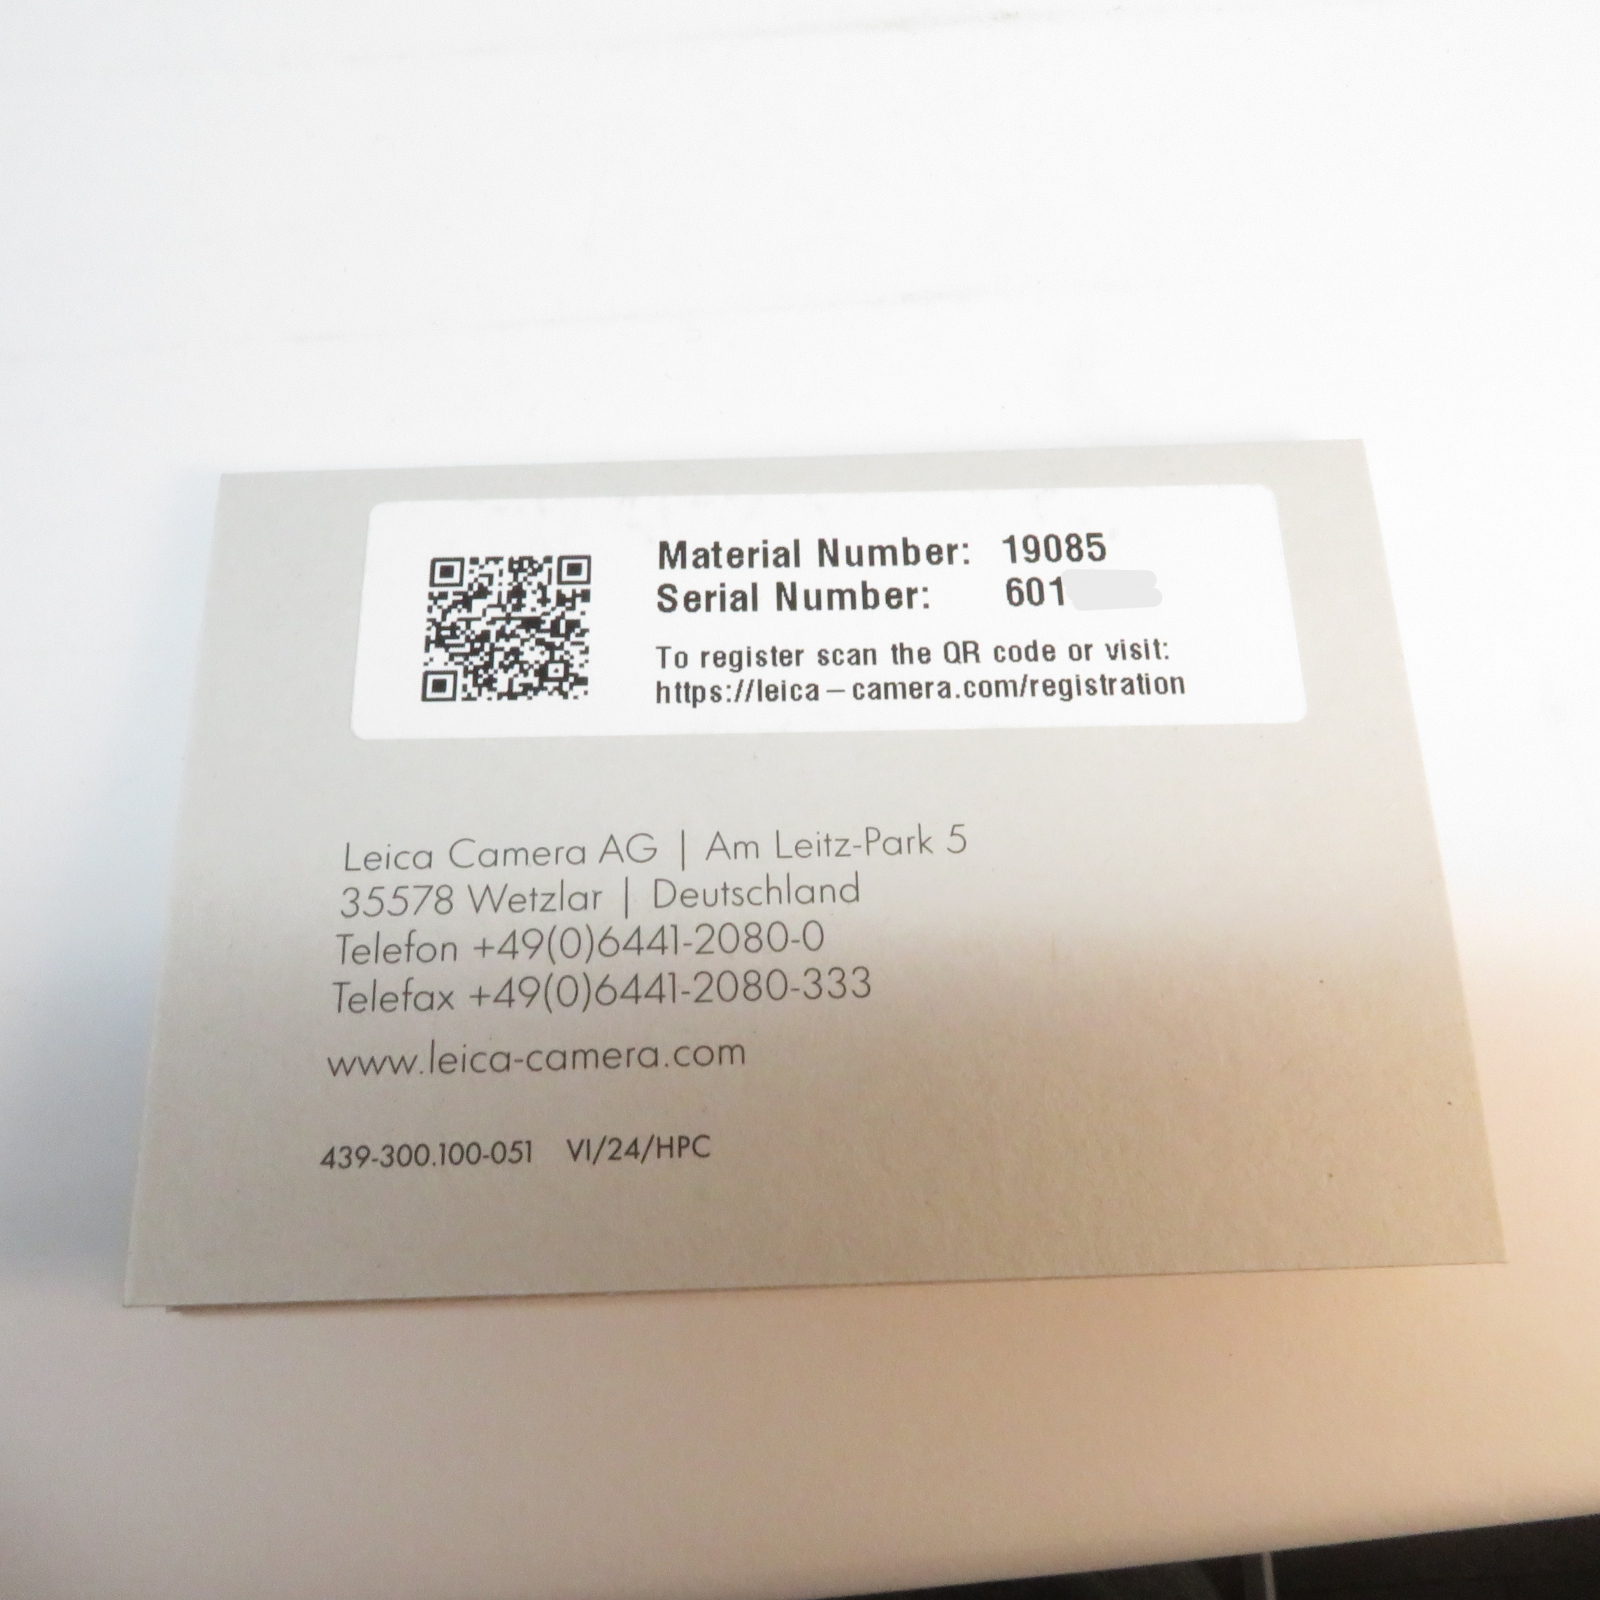 Material Number: 19085
Serial Number: 601
To register scan the QR code or visit:
https://leica-camera.com/registration
Leica Camera AG | Am Leitz-Park 5
35578 Wetzlar | Deutschland
Telefon +49(0)6441-2080-0
Telefax +49(0)6441-2080-333
www.leica-camera.com
439-300.100-051 VI/24/HPC